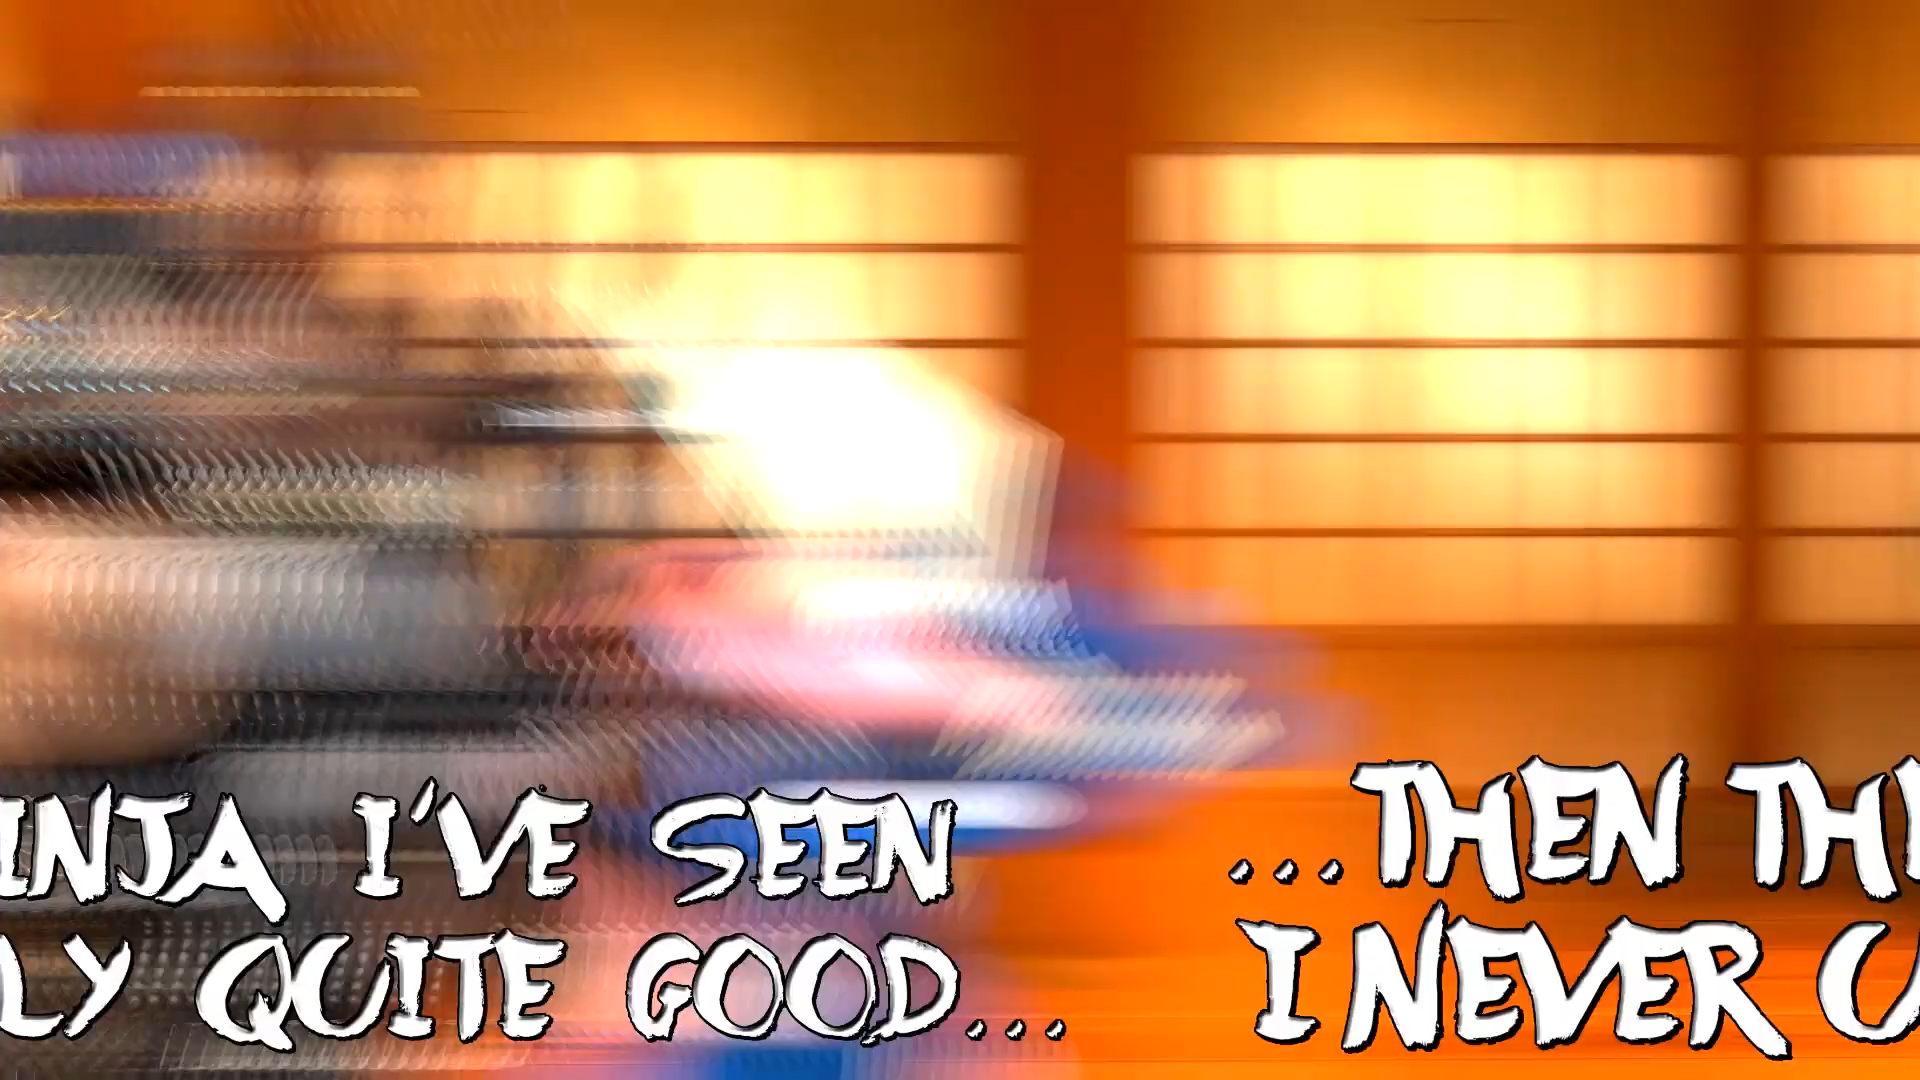 INJA I'VE SEEN
LY QUITE GOOD...
...THEN TH
I NEVER